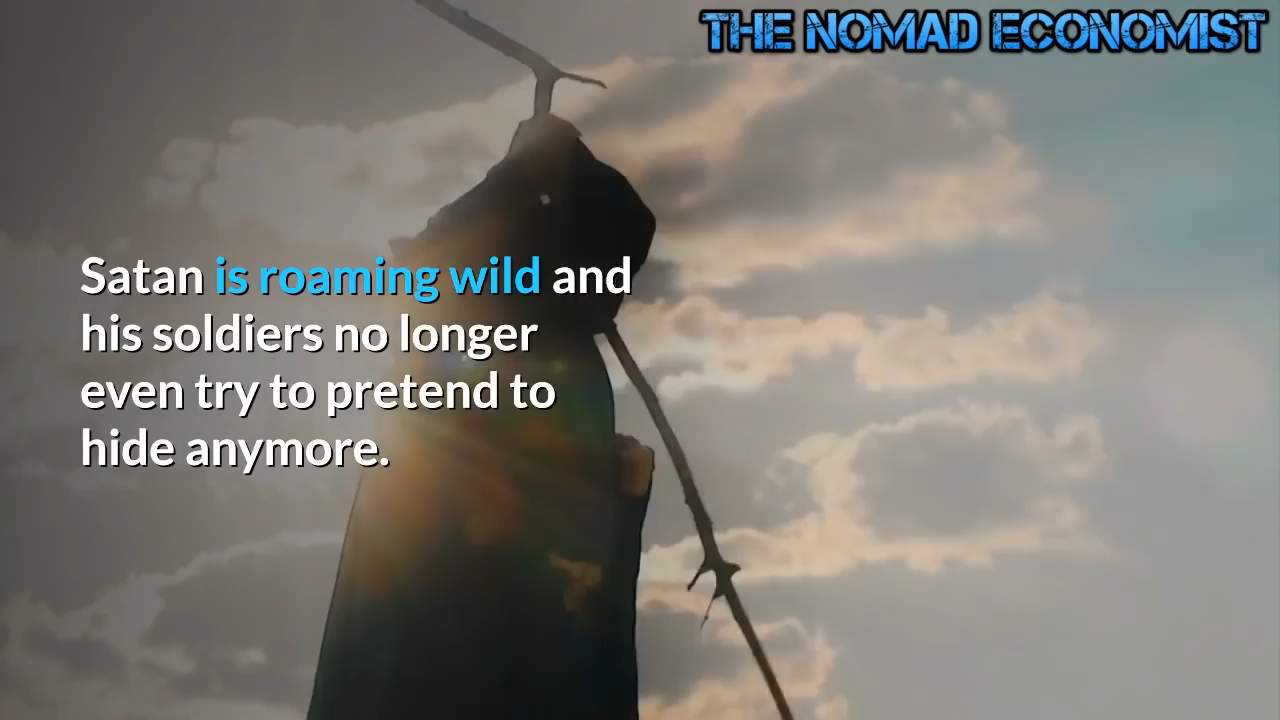 THE NOMAD ECONOMIST
Satan is roaming wild and
his soldiers no longer
even try to pretend to
hide anymore.